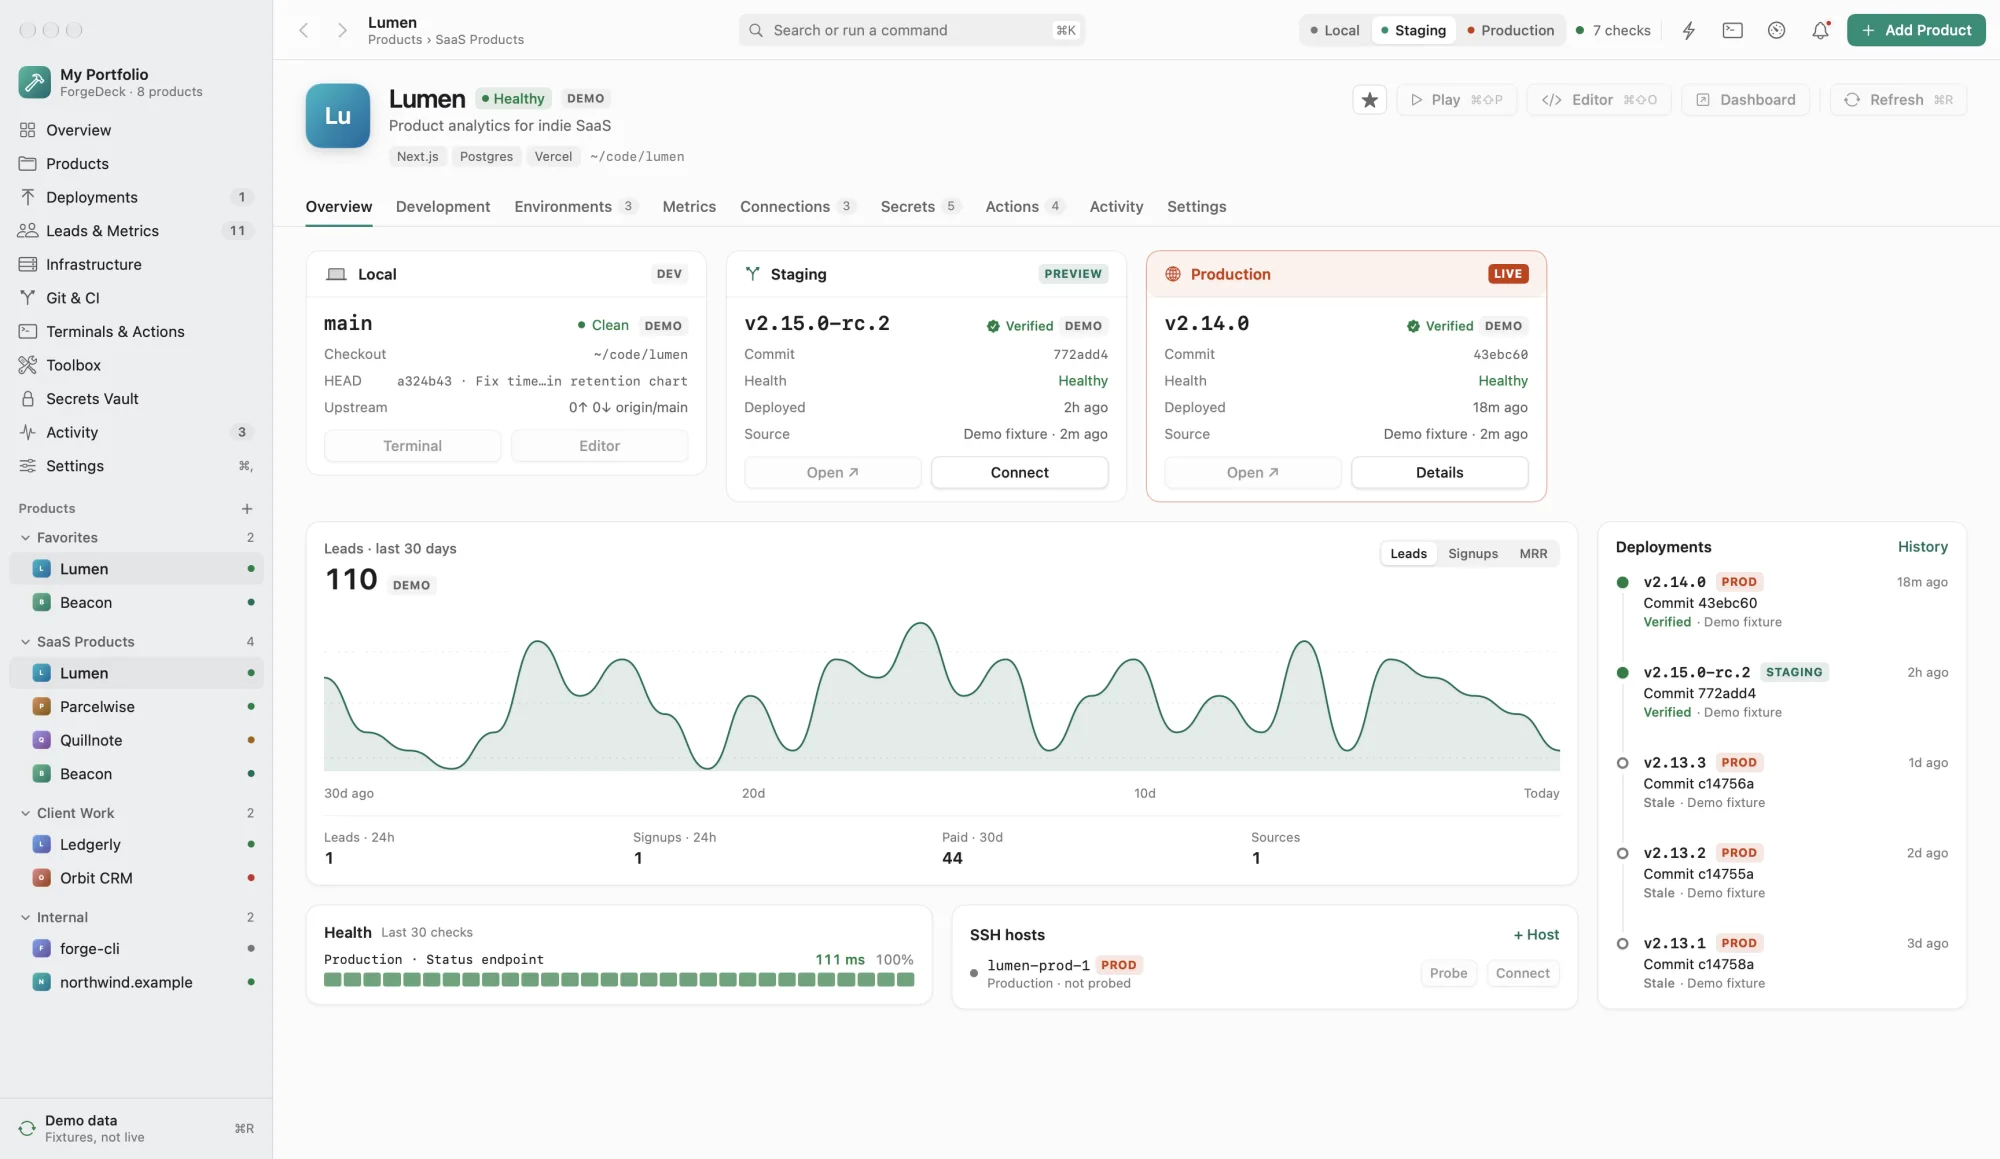 My Portfolio
ForgeDeck · 8 products
Overview
Products
Deployments 1
Leads & Metrics 11
Infrastructure
Git & CI
Terminals & Actions
Toolbox
Secrets Vault
Activity 3
Settings ⌘,
Products +
Favorites 2
L Lumen
B Beacon
SaaS Products 4
L Lumen
P Parcelwise
Q Quillnote
B Beacon
Client Work 2
L Ledgerly
O Orbit CRM
Internal 2
F forge-cli
N northwind.example
Demo data
Fixtures, not live
⌘R
Lumen
Products › SaaS Products
Search or run a command ⌘K
Local Staging Production 7 checks
+ Add Product
Lu
Lumen Healthy DEMO
Product analytics for indie SaaS
Next.js Postgres Vercel ~/code/lumen
Play ⌘⇧P Editor ⌘⇧O Dashboard Refresh ⌘R
Overview Development Environments 3 Metrics Connections 3 Secrets 5 Actions 4 Activity Settings
Local DEV
main Clean DEMO
Checkout ~/code/lumen
HEAD a324b43 · Fix time…in retention chart
Upstream 0↑ 0↓ origin/main
Terminal Editor
Staging PREVIEW
v2.15.0-rc.2 Verified DEMO
Commit 772add4
Health Healthy
Deployed 2h ago
Source Demo fixture · 2m ago
Open ↗ Connect
Production LIVE
v2.14.0 Verified DEMO
Commit 43ebc60
Health Healthy
Deployed 18m ago
Source Demo fixture · 2m ago
Open ↗ Details
Leads · last 30 days
110 DEMO
Leads Signups MRR
30d ago 20d 10d Today
Leads · 24h Signups · 24h Paid · 30d Sources
1 1 44 1
Deployments History
v2.14.0 PROD 18m ago
Commit 43ebc60
Verified · Demo fixture
v2.15.0-rc.2 STAGING 2h ago
Commit 772add4
Verified · Demo fixture
v2.13.3 PROD 1d ago
Commit c14756a
Stale · Demo fixture
v2.13.2 PROD 2d ago
Commit c14755a
Stale · Demo fixture
v2.13.1 PROD 3d ago
Commit c14758a
Stale · Demo fixture
Health Last 30 checks
Production · Status endpoint 111 ms 100%
SSH hosts + Host
lumen-prod-1 PROD
Production · not probed
Probe Connect